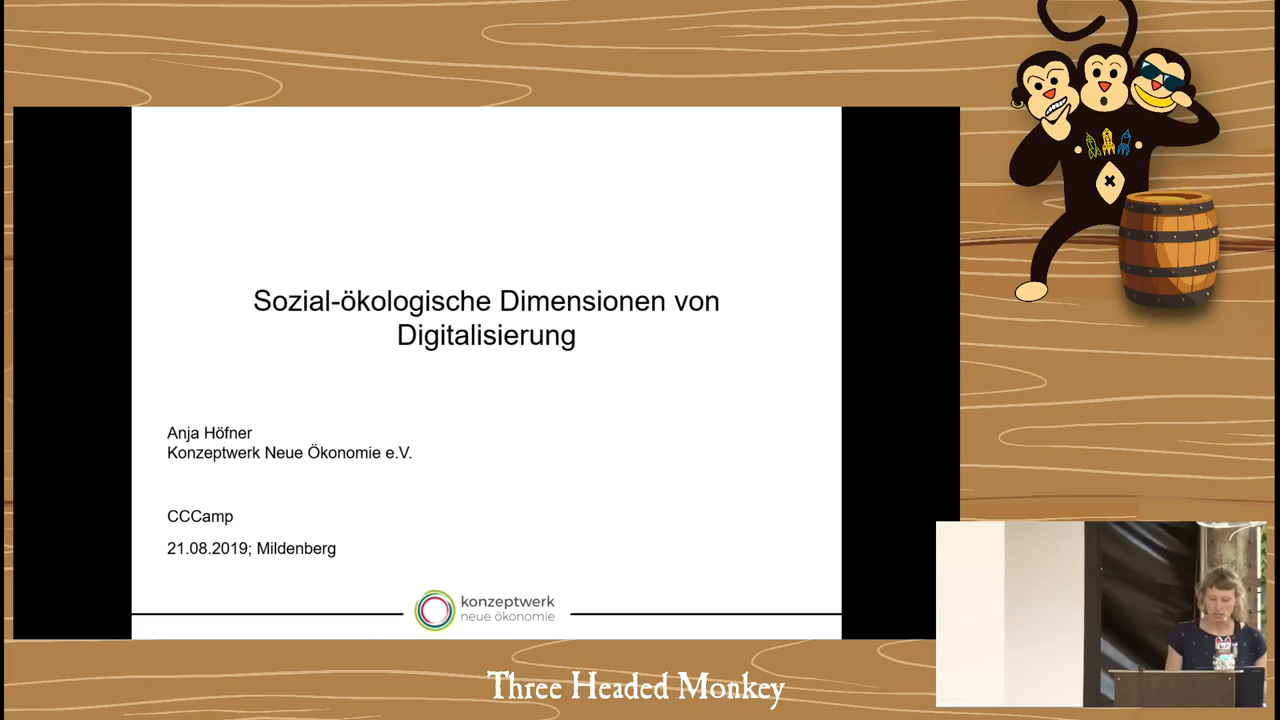 Sozial-ökologische Dimensionen von
Digitalisierung
Anja Höfner
Konzeptwerk Neue Ökonomie e.V.
CCCamp
21.08.2019; Mildenberg
konzeptwerk
neue ökonomie
Three Headed Monkey